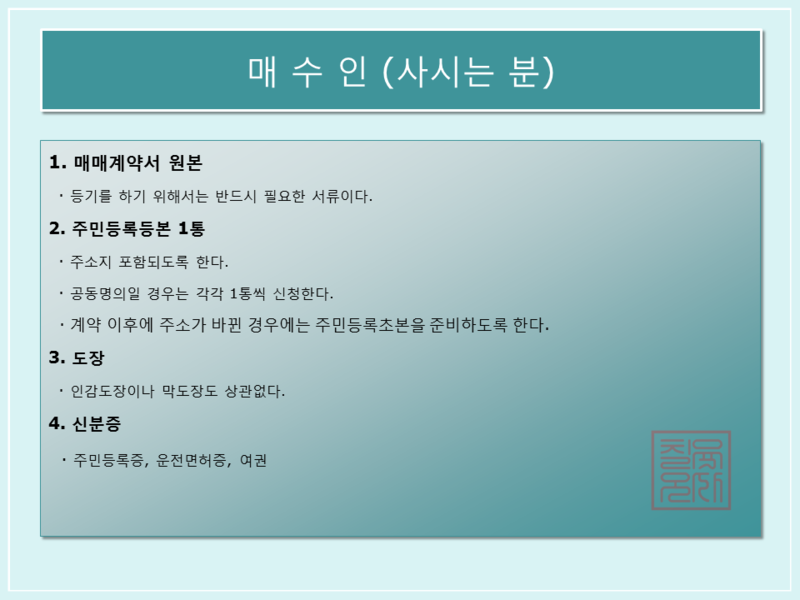 매 수 인 (사시는 분)
1. 매매계약서 원본
· 등기를 하기 위해서는 반드시 필요한 서류이다.
2. 주민등록등본 1통
· 주소지 포함되도록 한다.
· 공동명의일 경우는 각각 1통씩 신청한다.
· 계약 이후에 주소가 바뀐 경우에는 주민등록초본을 준비하도록 한다.
3. 도장
· 인감도장이나 막도장도 상관없다.
4. 신분증
· 주민등록증, 운전면허증, 여권